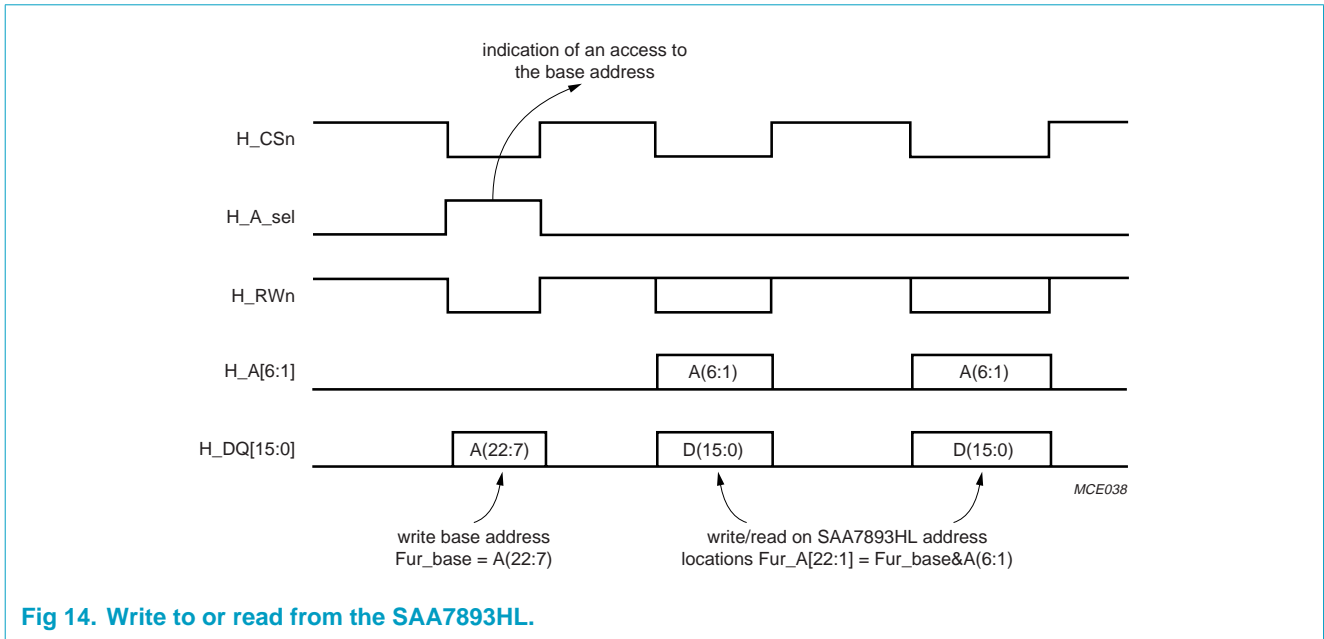 indication of an access to
the base address
H_CSn
H_A_sel
H_RWn
H_A[6:1]
A(6:1)
A(6:1)
H_DQ[15:0]
A(22:7)
D(15:0)
D(15:0)
MCE038
write base address
Fur_base = A(22:7)
write/read on SAA7893HL address
locations Fur_A[22:1] = Fur_base&A(6:1)
Fig 14. Write to or read from the SAA7893HL.